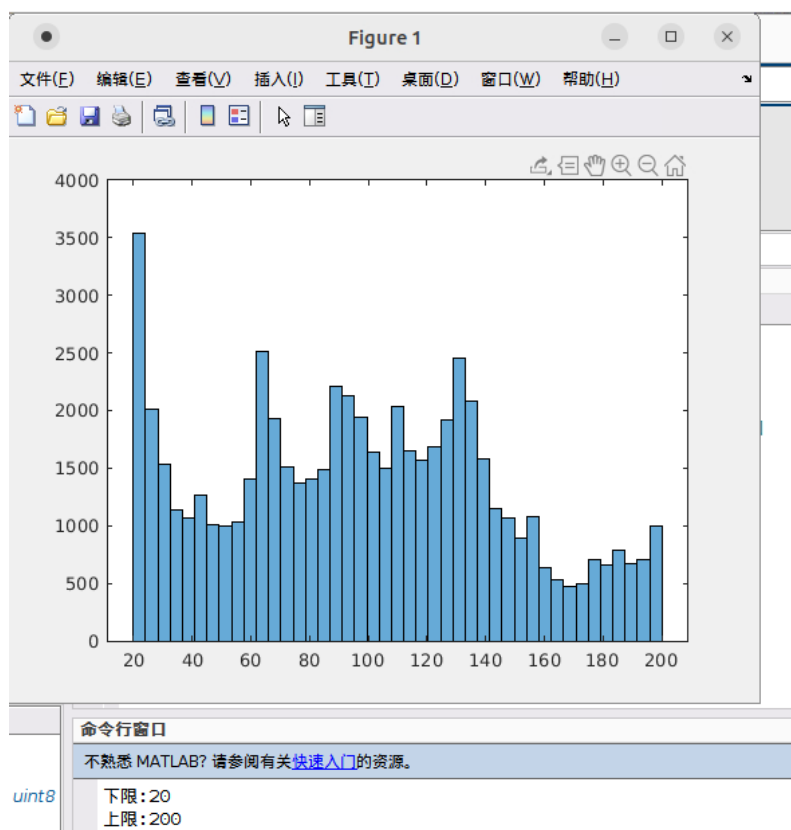 Figure 1
文件(F) 编辑(E) 查看(V) 插入(I) 工具(T) 桌面(D) 窗口(W) 帮助(H)
4000
3500
3000
2500
2000
1500
1000
500
0
20 40 60 80 100 120 140 160 180 200
命令行窗口
不熟悉 MATLAB? 请参阅有关快速入门的资源。
uint8
下限:20
上限:200